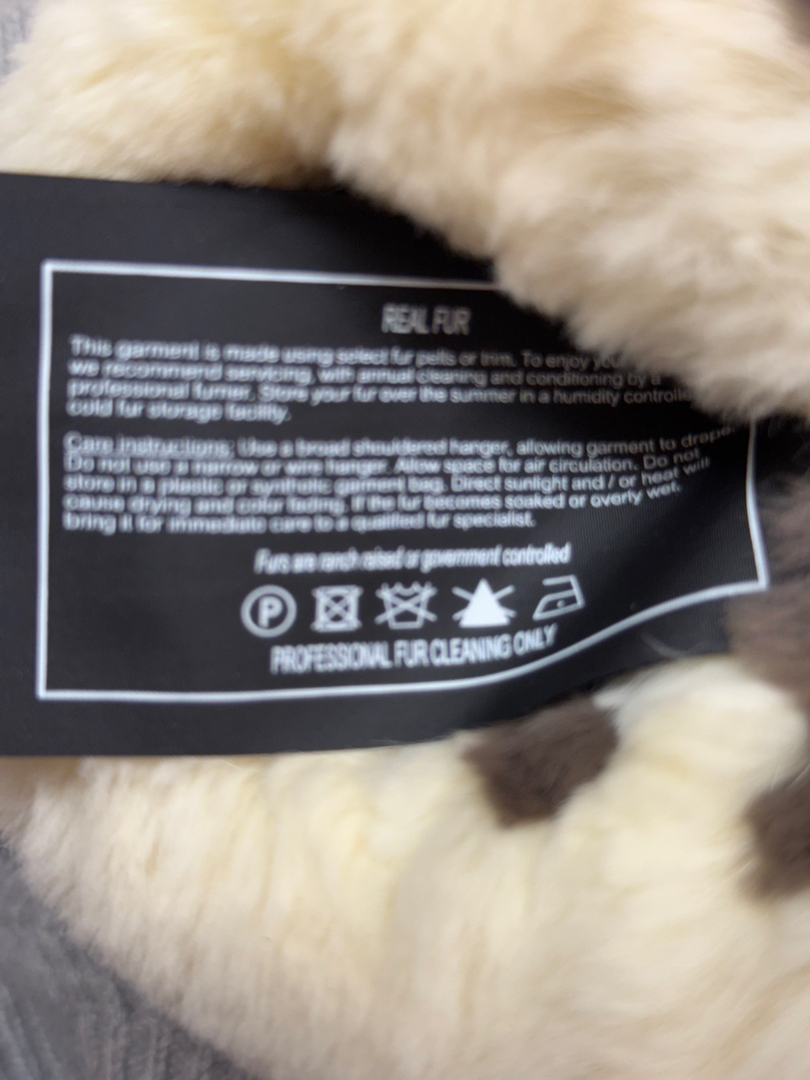 REAL FUR
This garment is made using select fur pelts or trim. To enjoy
we recommend servicing, with annual cleaning and conditioning by a
professional furrier. Store your fur over the summer in a humidity
cold fur storage facility.
Care instructions: Use a broad shouldered hanger, allowing garment to drape.
Do not use a narrow or wire hanger. Allow space for air circulation. Do not
store in a plastic or synthetic garment bag. Direct sunlight and / or heat will
cause drying and color fading. If the fur becomes soaked or overly wet,
bring it for immediate care to a qualified fur specialist.
Furs are ranch raised or government controlled
P
PROFESSIONAL FUR CLEANING ONLY